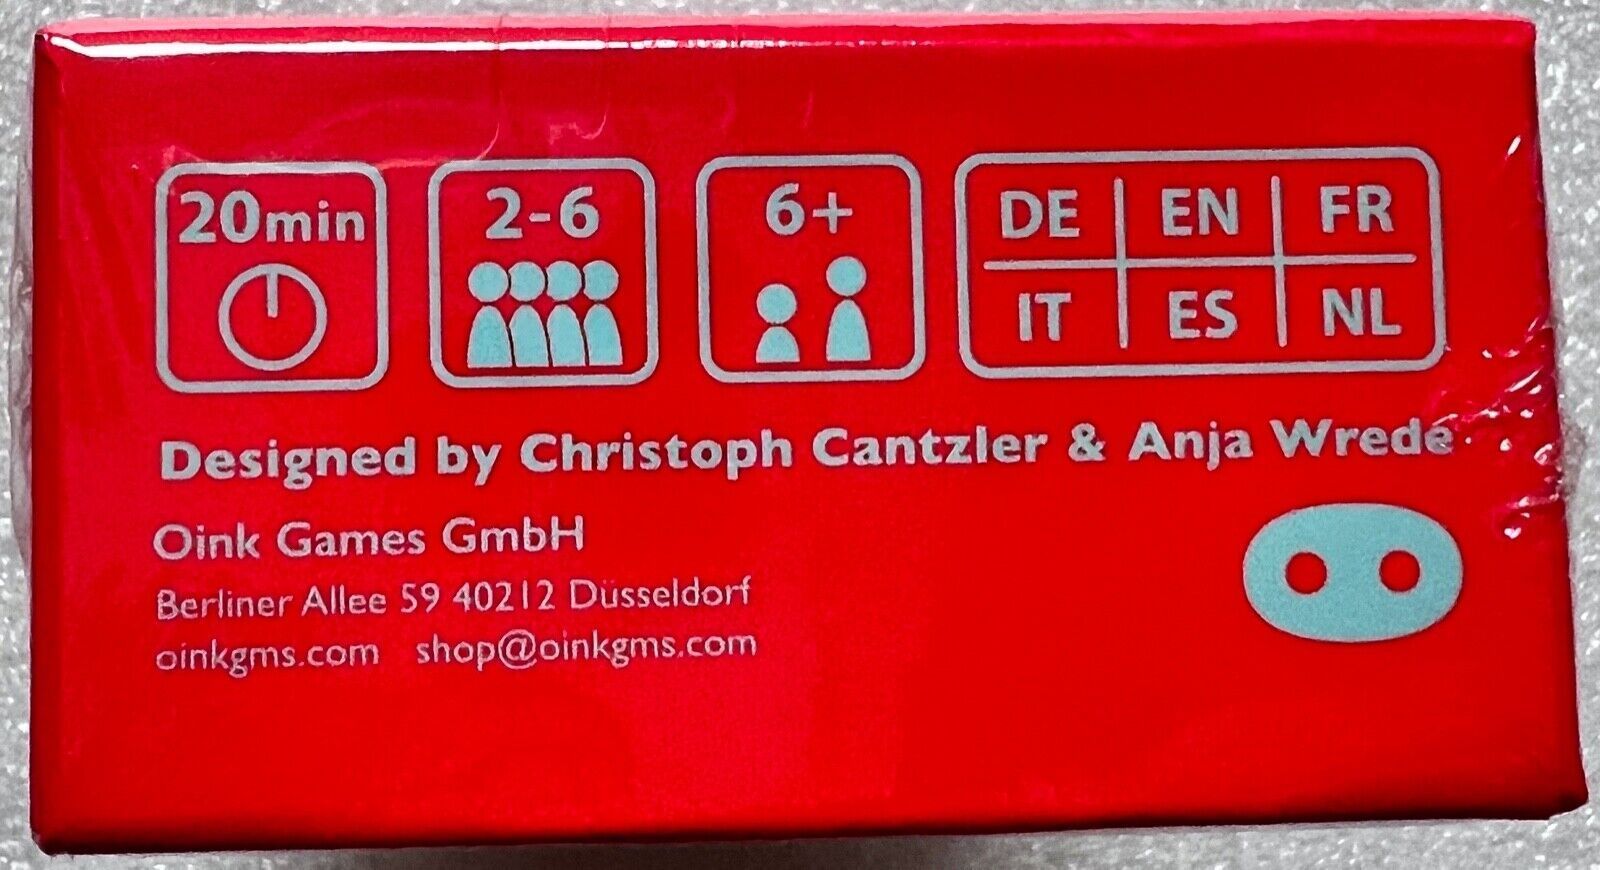 20min 2-6 6+ DE EN FR
IT ES NL
Designed by Christoph Cantzler & Anja Wrede
Oink Games GmbH
Berliner Allee 59 40212 Düsseldorf
oinkgms.com shop@oinkgms.com